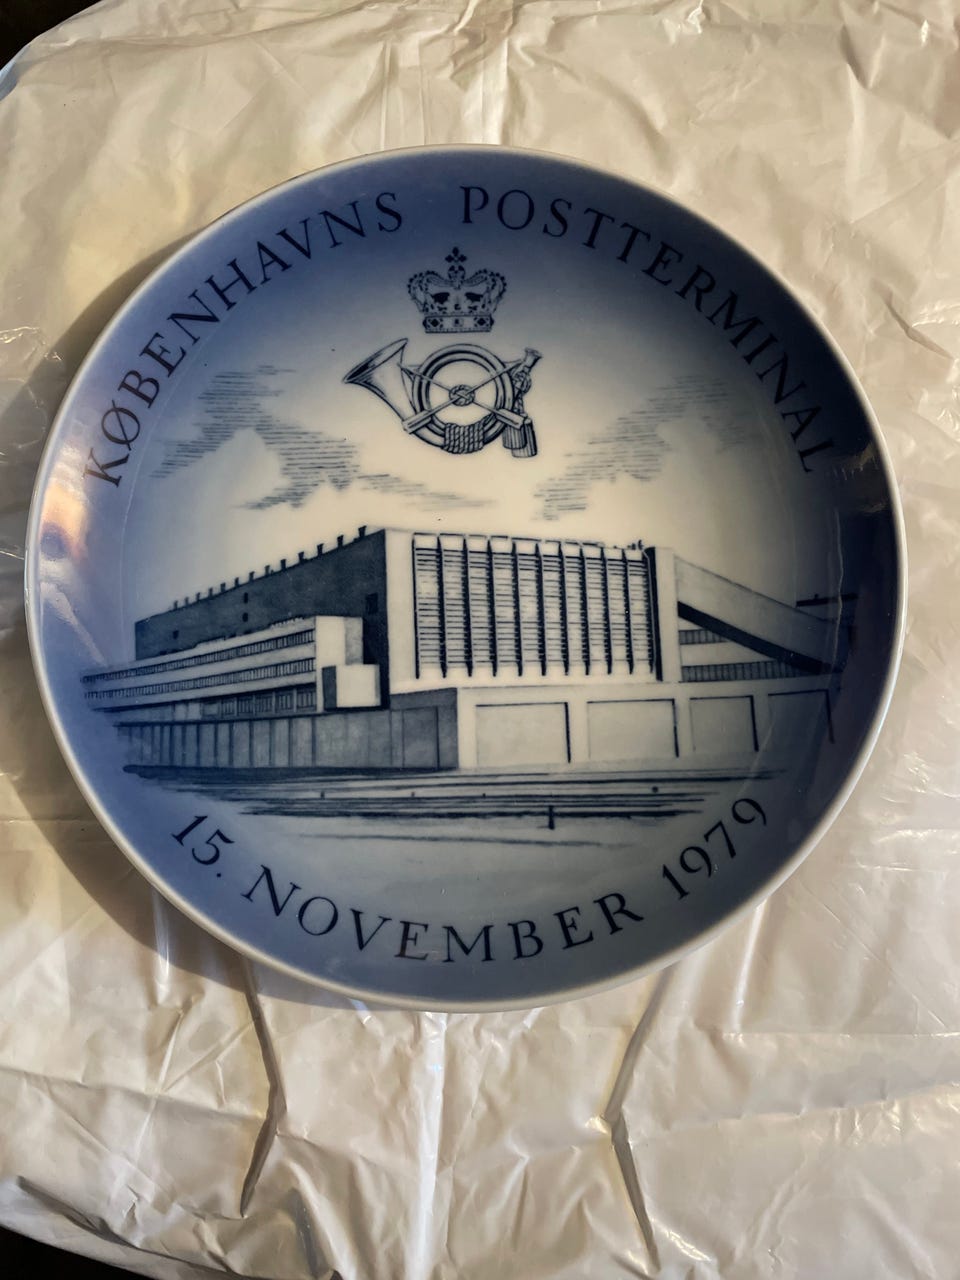 KØBENHAVNS POSTTERMINAL
15. NOVEMBER 1979